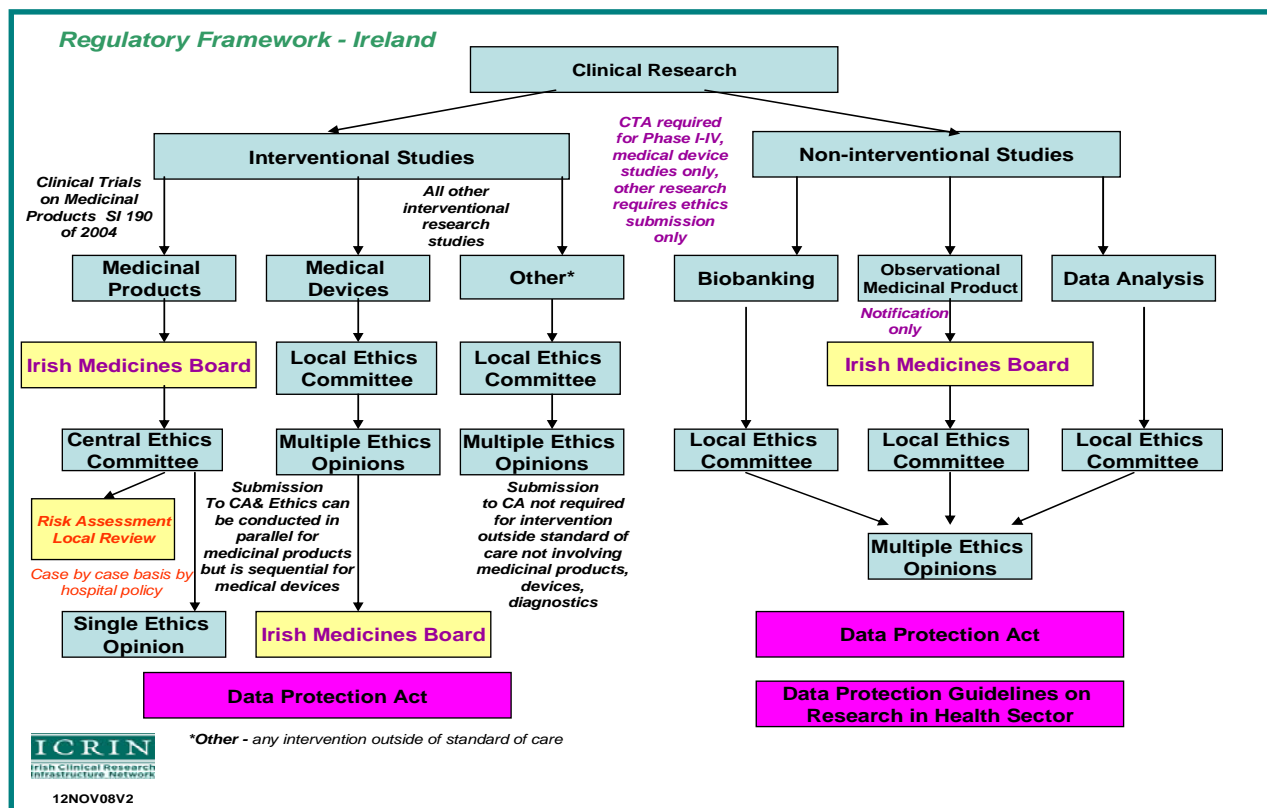 Regulatory Framework - Ireland
Clinical Research
Interventional Studies
CTA required
for Phase I-IV,
medical device
studies only,
other research
requires ethics
submission
only
Non-interventional Studies
Clinical Trials
on Medicinal
Products SI 190
of 2004
All other
interventional
research
studies
Medicinal
Products
Medical
Devices
Other*
Biobanking
Observational
Medicinal Product
Data Analysis
Notification
only
Irish Medicines Board
Local Ethics
Committee
Local Ethics
Committee
Irish Medicines Board
Central Ethics
Committee
Multiple Ethics
Opinions
Multiple Ethics
Opinions
Local Ethics
Committee
Local Ethics
Committee
Local Ethics
Committee
Risk Assessment
Local Review
Case by case basis by
hospital policy
Submission
To CA& Ethics can
be conducted in
parallel for
medicinal products
but is sequential for
medical devices
Submission
to CA not required
for intervention
outside standard of
care not involving
medicinal products,
devices,
diagnostics
Multiple Ethics
Opinions
Single Ethics
Opinion
Irish Medicines Board
Data Protection Act
Data Protection Act
Data Protection Guidelines on
Research in Health Sector
*Other - any intervention outside of standard of care
ICRIN
Irish Clinical Research
Infrastructure Network
12NOV08V2